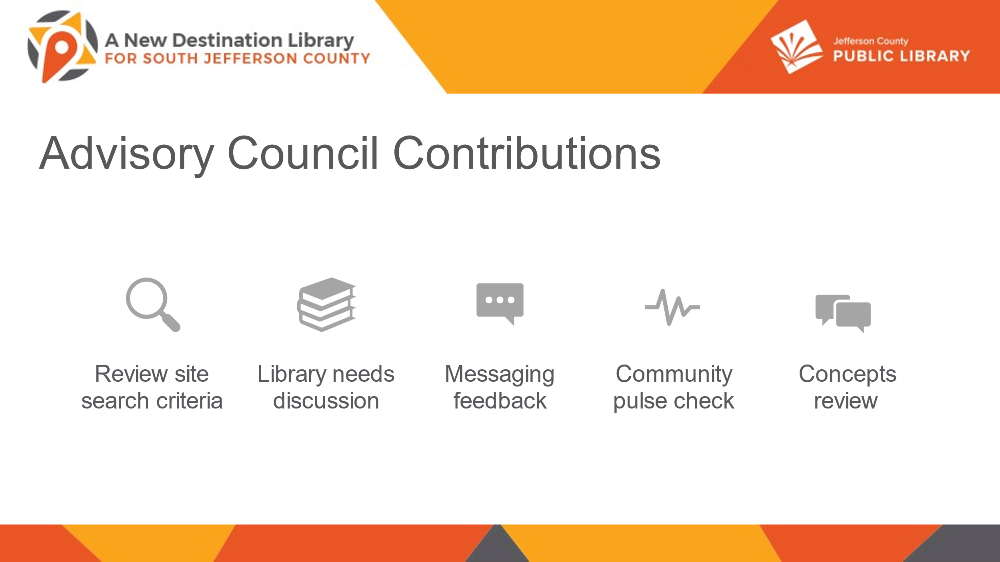 A New Destination Library
FOR SOUTH JEFFERSON COUNTY
Jefferson County
PUBLIC LIBRARY
Advisory Council Contributions
Review site
search criteria
Library needs
discussion
Messaging
feedback
Community
pulse check
Concepts
review